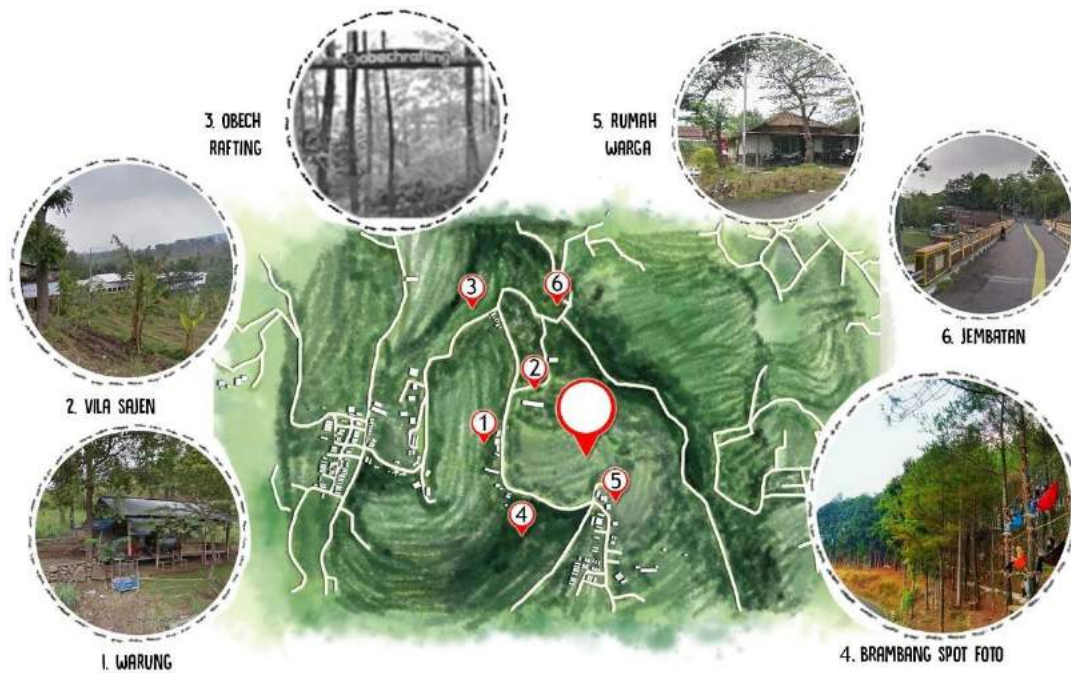 3. OBECH
RAFTING
obechrafting
5. RUMAH
WARGA
2. VILA SAJEN
6. JEMBATAN
1. WARUNG
4. BRAMBANG SPOT FOTO
3
6
2
1
5
4